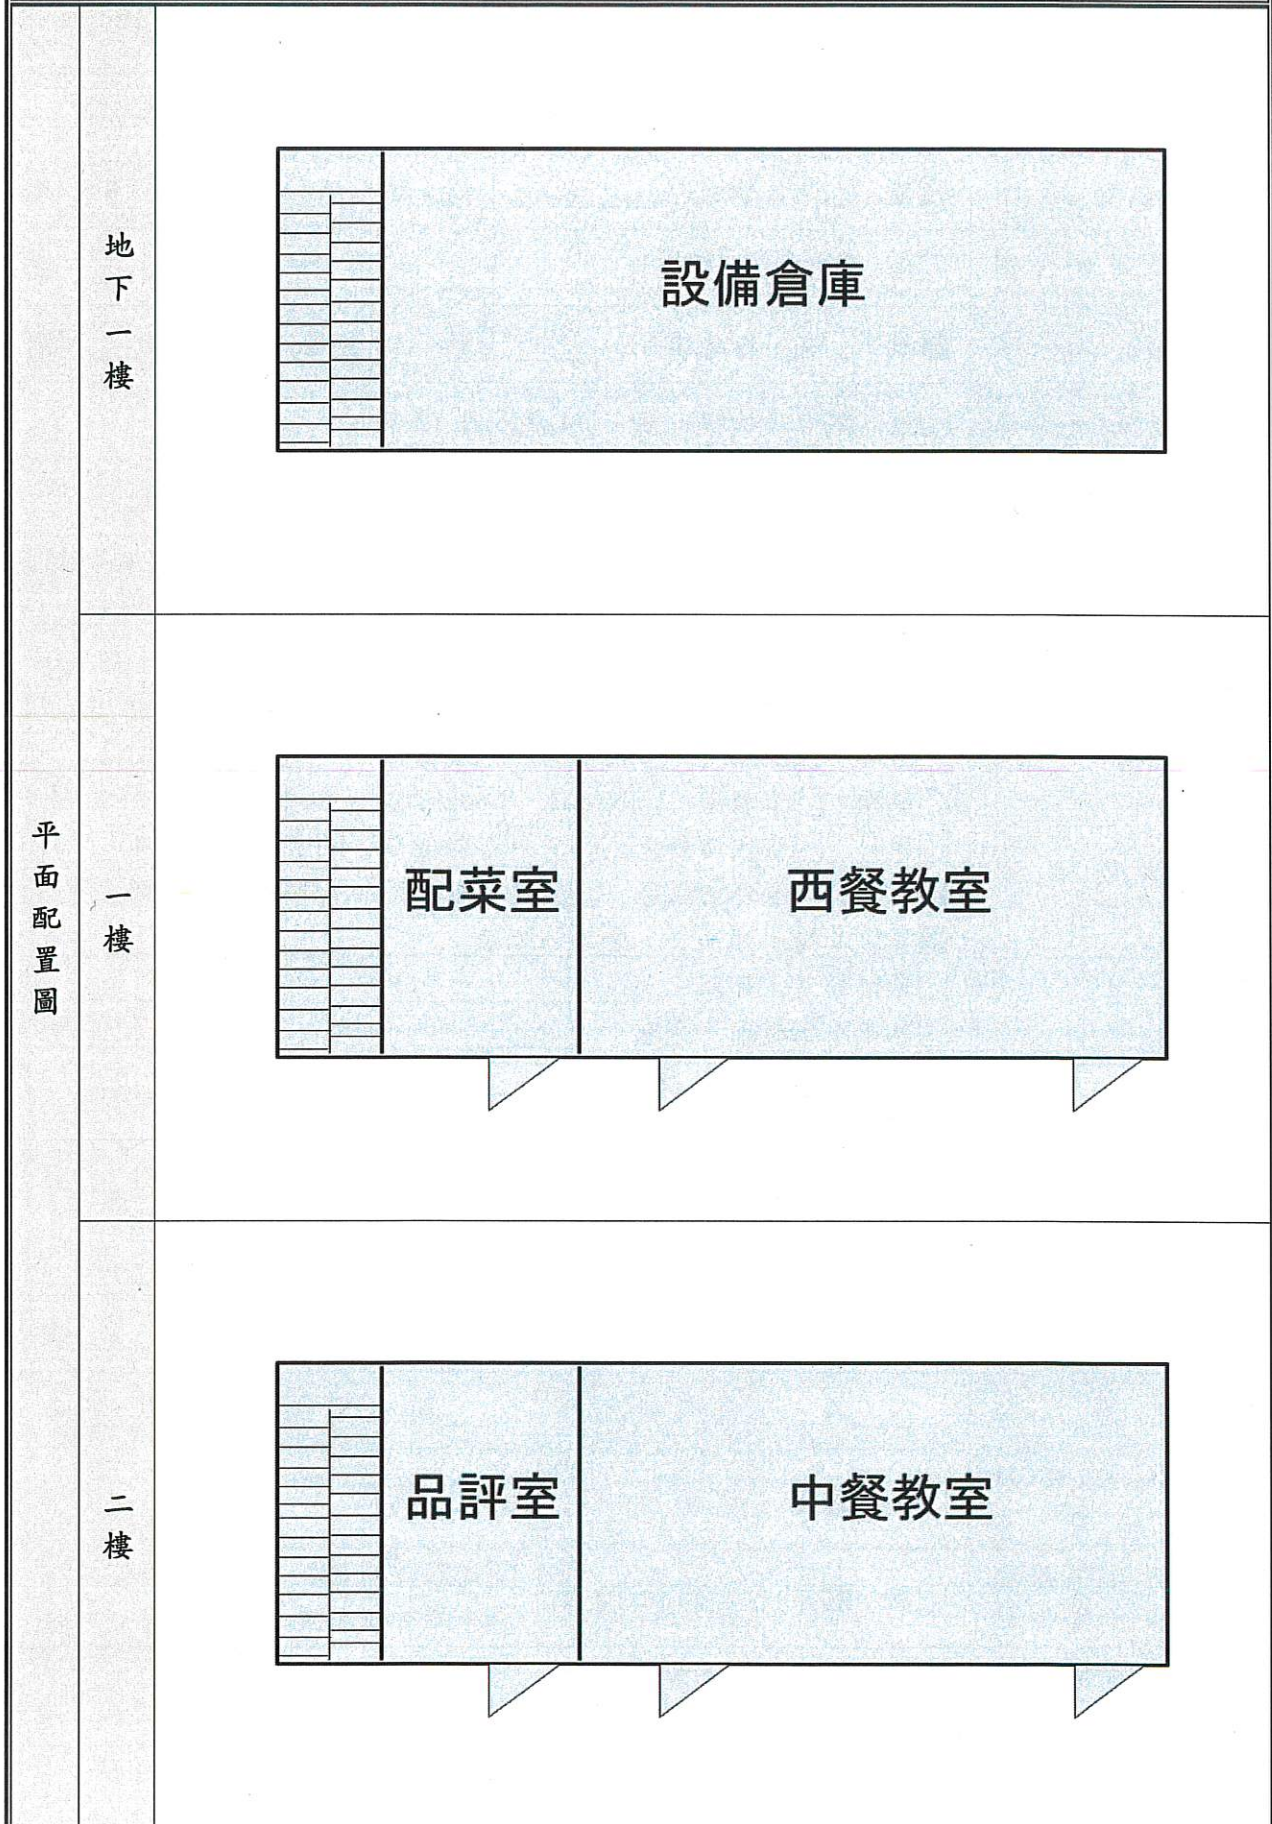 平面配置圖
地下一樓
設備倉庫
一樓
配菜室
西餐教室
二樓
品評室
中餐教室